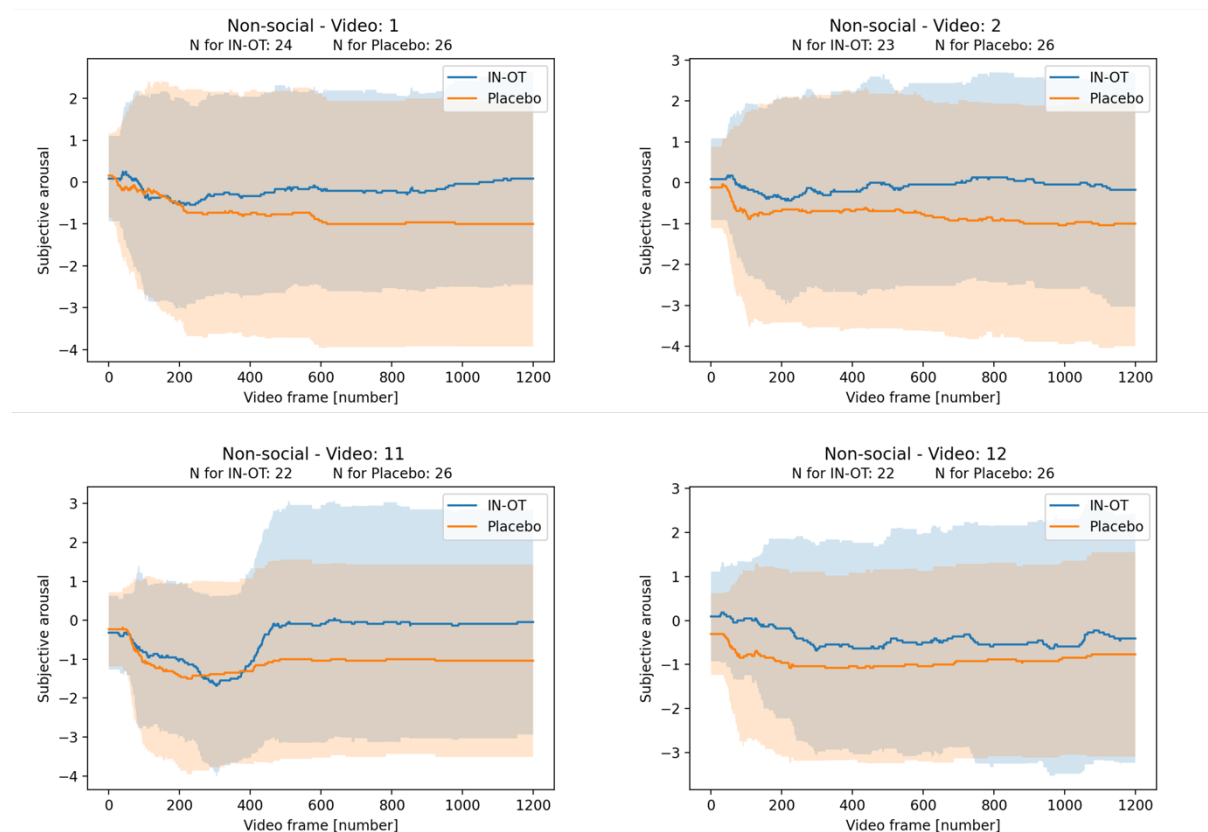 Non-social - Video: 1
N for IN-OT: 24 N for Placebo: 26
IN-OT
Placebo
2
1
0
−1
−2
−3
−4
Subjective arousal
0 200 400 600 800 1000 1200
Video frame [number]
Non-social - Video: 2
N for IN-OT: 23 N for Placebo: 26
IN-OT
Placebo
3
2
1
0
−1
−2
−3
−4
Subjective arousal
0 200 400 600 800 1000 1200
Video frame [number]
Non-social - Video: 11
N for IN-OT: 22 N for Placebo: 26
IN-OT
Placebo
3
2
1
0
−1
−2
−3
−4
Subjective arousal
0 200 400 600 800 1000 1200
Video frame [number]
Non-social - Video: 12
N for IN-OT: 22 N for Placebo: 26
IN-OT
Placebo
3
2
1
0
−1
−2
−3
Subjective arousal
0 200 400 600 800 1000 1200
Video frame [number]